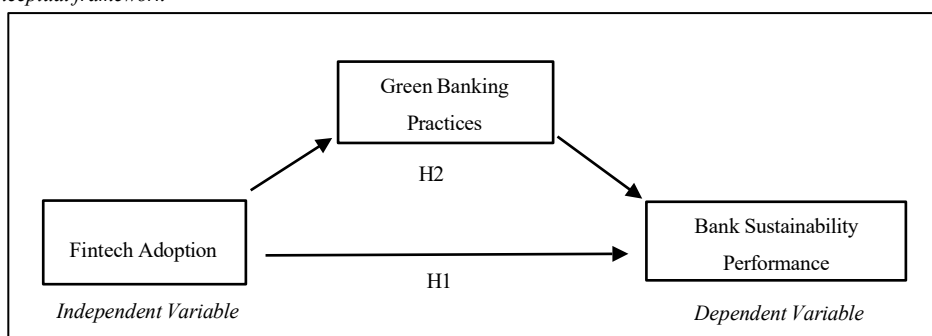 Green Banking
Practices
H2
Fintech Adoption
Bank Sustainability
Performance
H1
Independent Variable
Dependent Variable